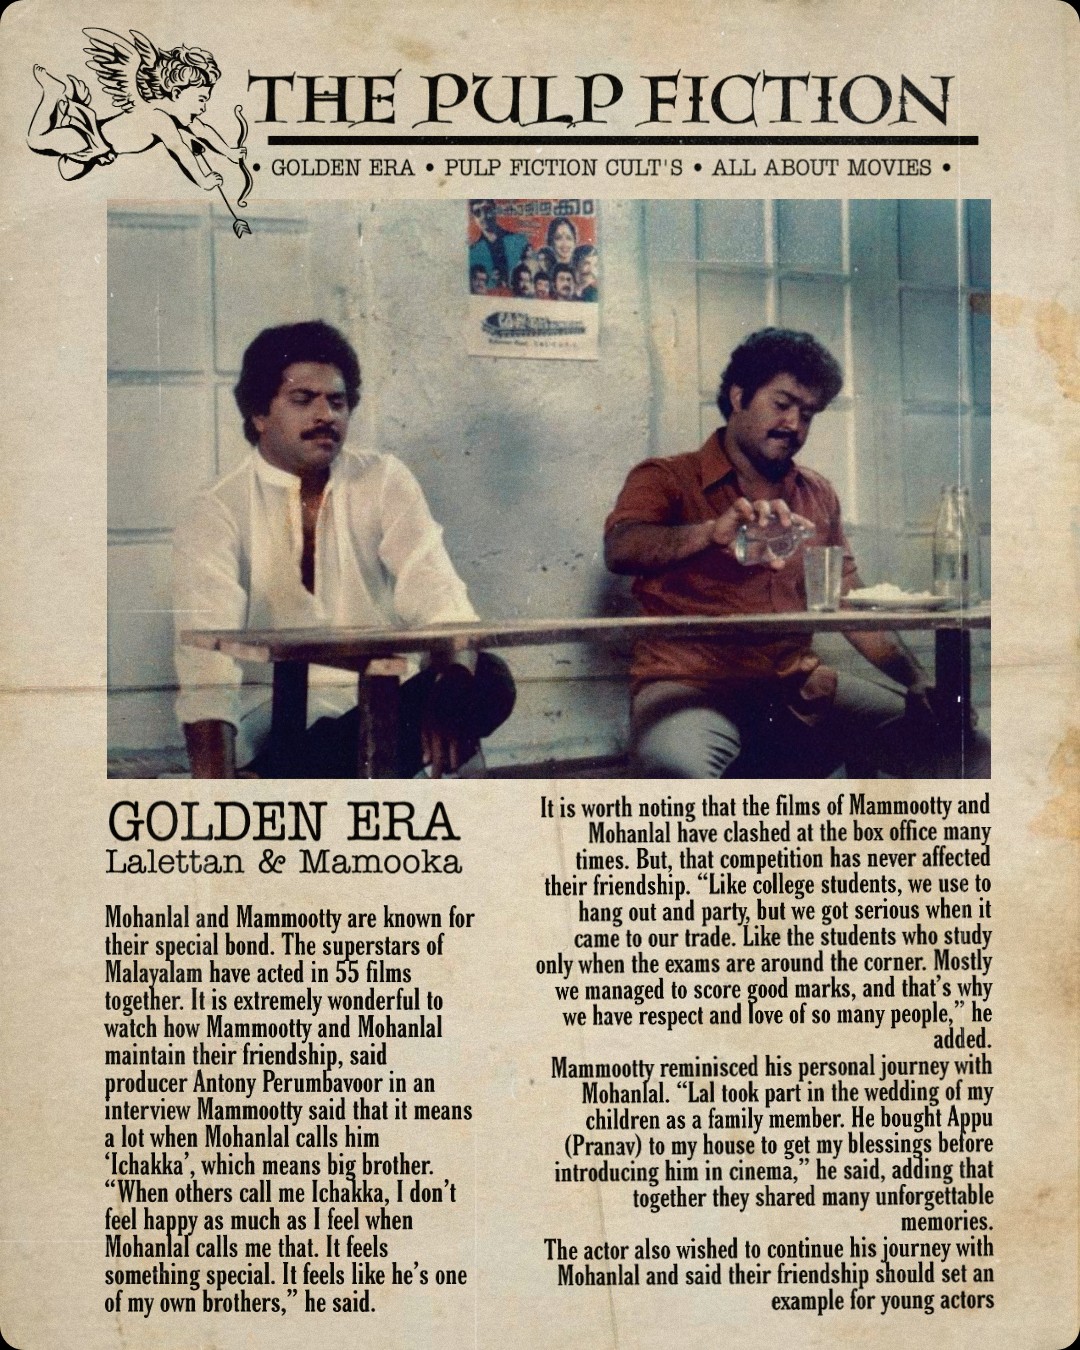 THE PULP FICTION
• GOLDEN ERA • PULP FICTION CULT'S • ALL ABOUT MOVIES •
GOLDEN ERA
Lalettan & Mamooka
Mohanlal and Mammootty are known for
their special bond. The superstars of
Malayalam have acted in 55 films
together. It is extremely wonderful to
watch how Mammootty and Mohanlal
maintain their friendship, said
producer Antony Perumbavoor in an
interview Mammootty said that it means
a lot when Mohanlal calls him
‘Ichakka’, which means big brother.
“When others call me Ichakka, I don’t
feel happy as much as I feel when
Mohanlal calls me that. It feels
something special. It feels like he’s one
of my own brothers,” he said.
It is worth noting that the films of Mammootty and
Mohanlal have clashed at the box office many
times. But, that competition has never affected
their friendship. “Like college students, we use to
hang out and party, but we got serious when it
came to our trade. Like the students who study
only when the exams are around the corner. Mostly
we managed to score good marks, and that’s why
we have respect and love of so many people,” he
added.
Mammootty reminisced his personal journey with
Mohanlal. “Lal took part in the wedding of my
children as a family member. He bought Appu
(Pranav) to my house to get my blessings before
introducing him in cinema,” he said, adding that
together they shared many unforgettable
memories.
The actor also wished to continue his journey with
Mohanlal and said their friendship should set an
example for young actors